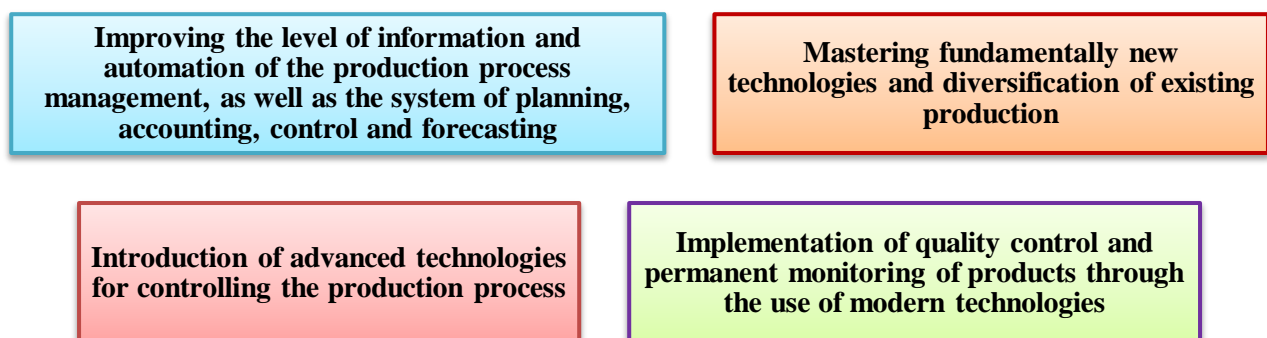 Improving the level of information and
automation of the production process
management, as well as the system of planning,
accounting, control and forecasting
Mastering fundamentally new
technologies and diversification of existing
production
Introduction of advanced technologies
for controlling the production process
Implementation of quality control and
permanent monitoring of products through
the use of modern technologies